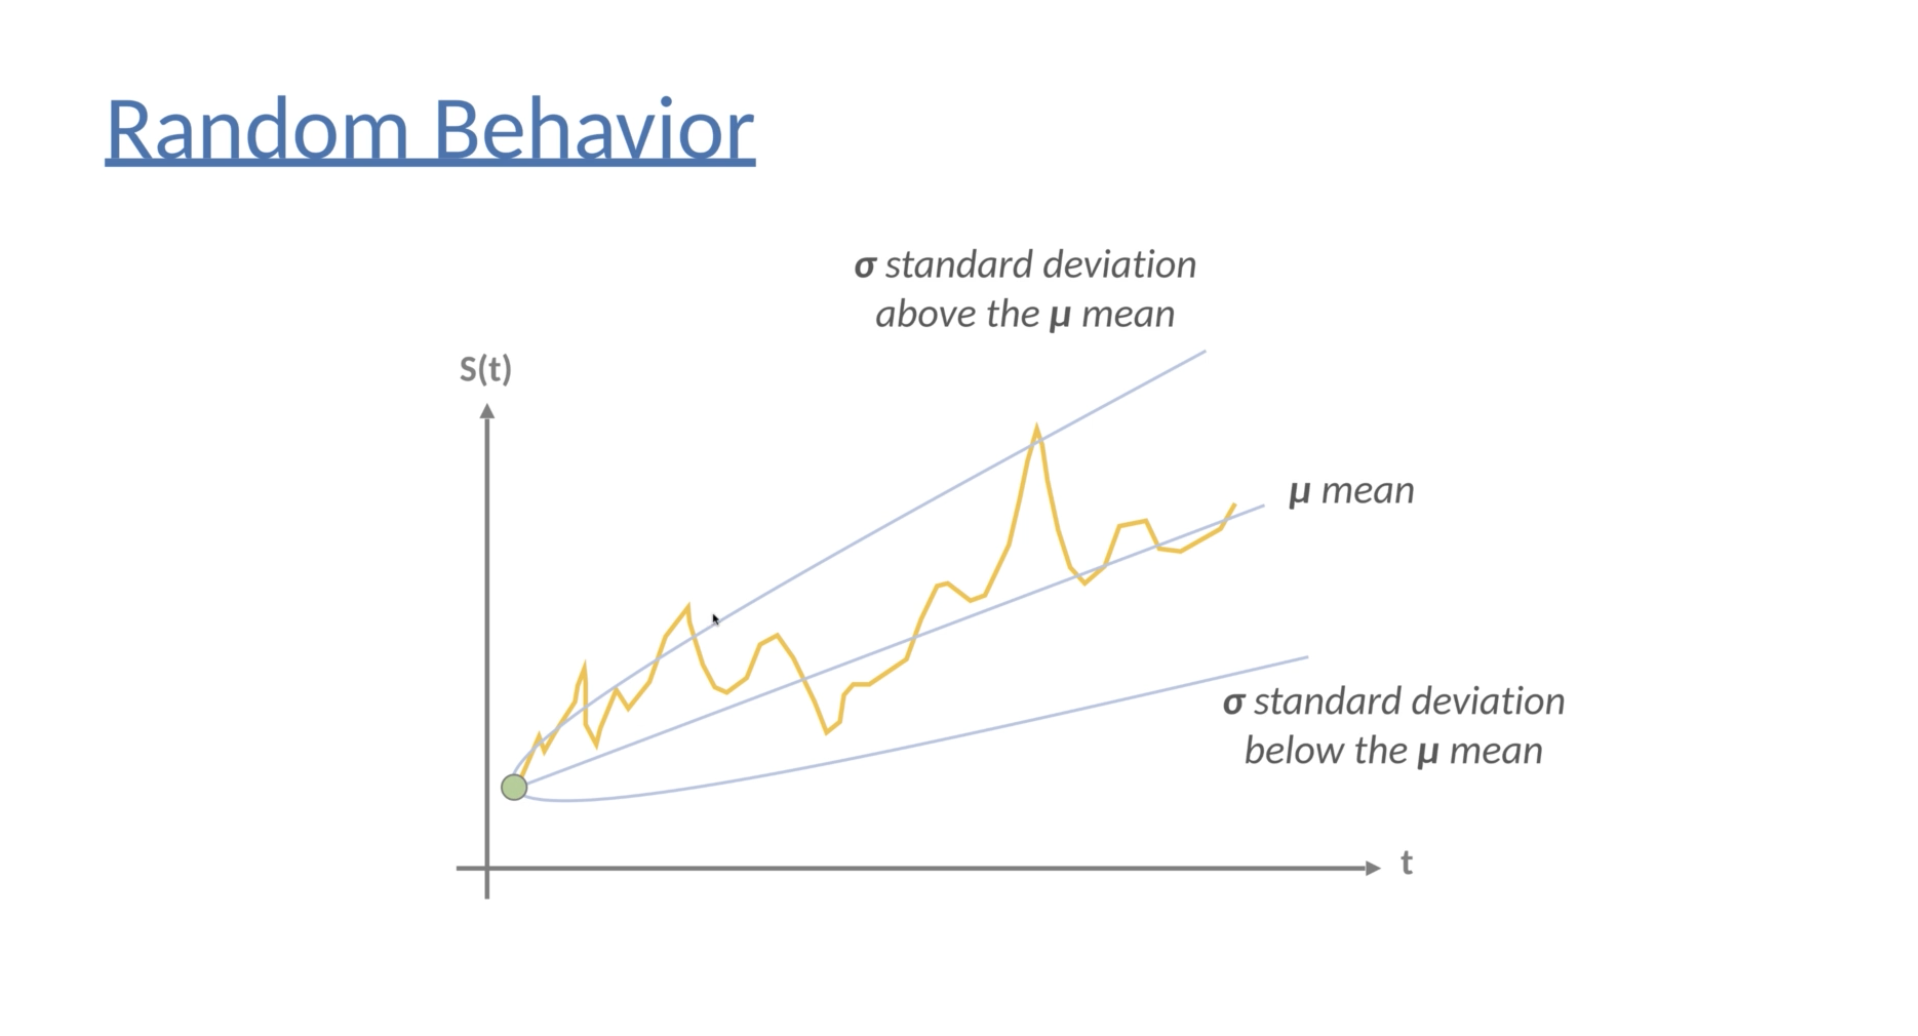 Random Behavior
σ standard deviation
above the μ mean
S(t)
μ mean
σ standard deviation
below the μ mean
t